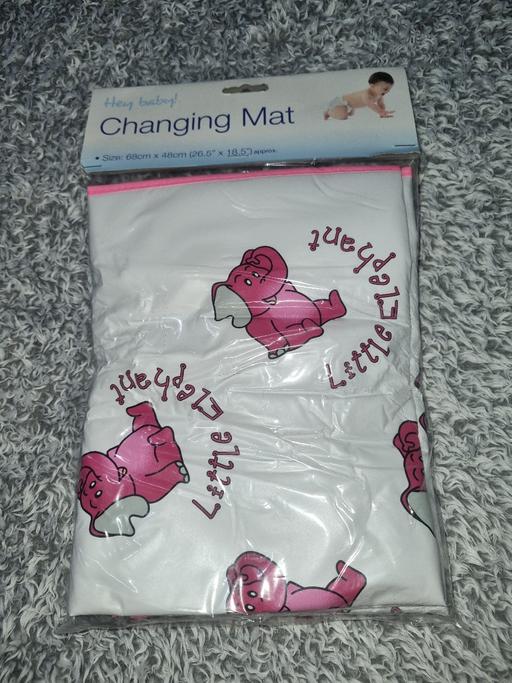 Hey baby!
Changing Mat
• Size: 68cm x 48cm (26.5" x 18.5") approx.
Little Elephant
Little Elephant